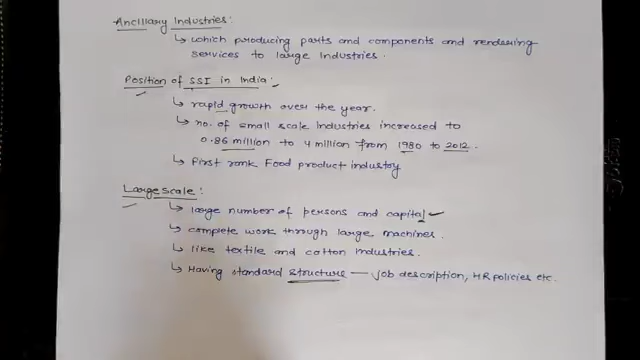 Ancillary Industries:
↳ which producing parts and components and rendering
services to large Industries.
Position of SSI in India:
↳ rapid growth over the year.
↳ no. of small scale industries increased to
0.86 million to 4 million from 1980 to 2012.
↳ First rank Food product industry
Large scale:
↳ large number of persons and capital
↳ complete work through large machines.
↳ like textile and cotton industries.
↳ Having standard structure — Job description, HR policies etc.